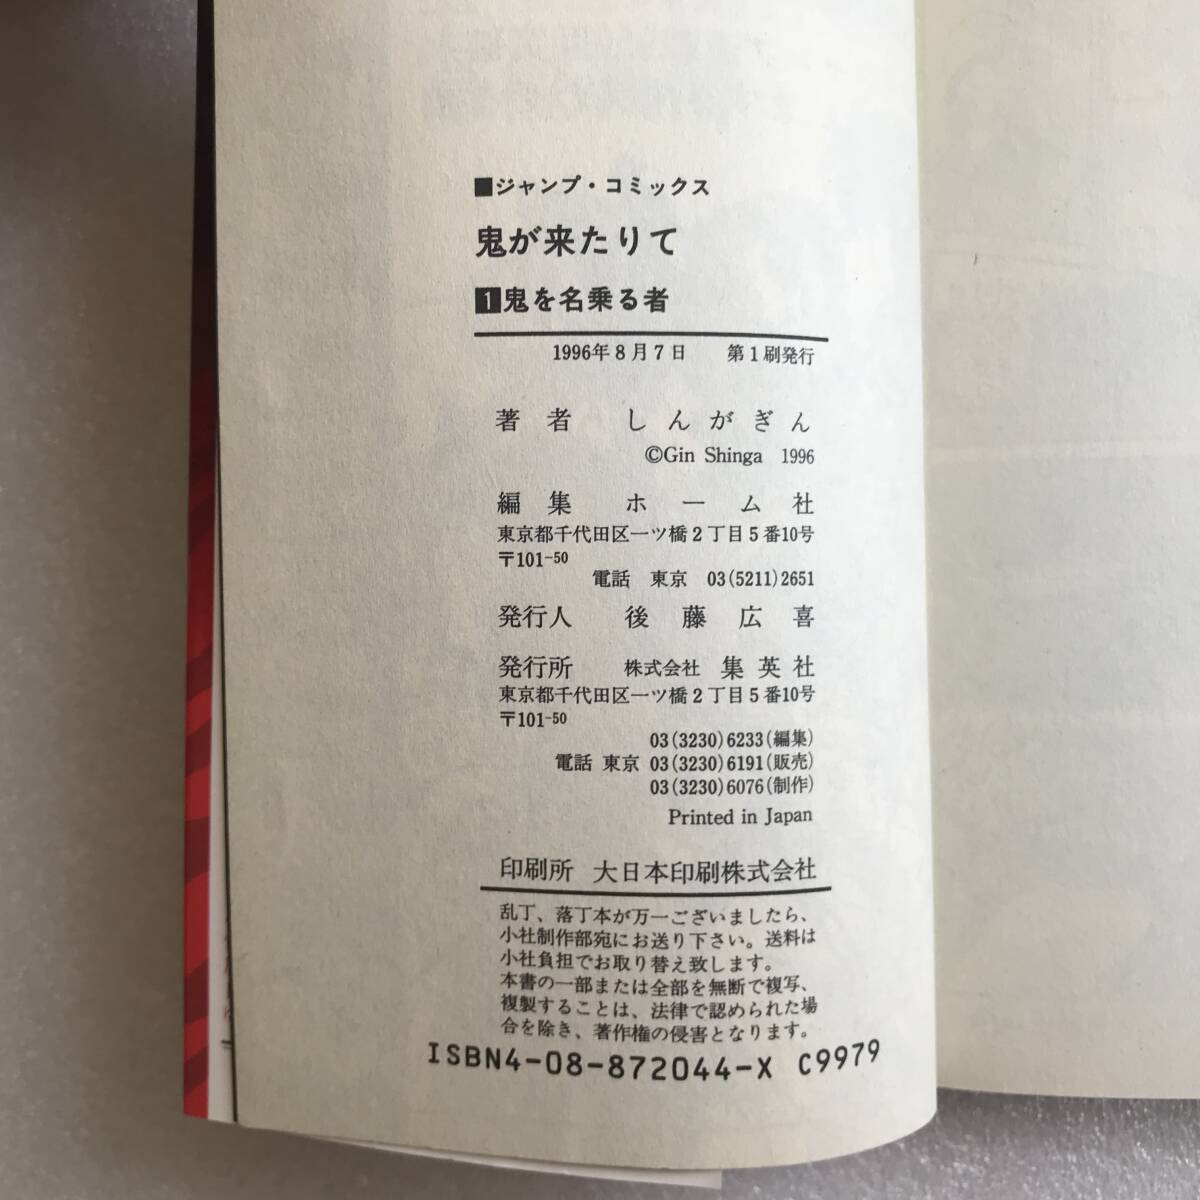 ■ジャンプ・コミックス
鬼が来たりて
1鬼を名乗る者
1996年8月7日　第1刷発行
著者　しんがぎん
©Gin Shinga 1996
編集　ホーム社
東京都千代田区一ツ橋2丁目5番10号
〒101-50
電話　東京　03(5211)2651
発行人　後藤広喜
発行所　株式会社 集英社
東京都千代田区一ツ橋2丁目5番10号
〒101-50
03(3230)6233(編集)
電話 東京 03(3230)6191(販売)
03(3230)6076(制作)
Printed in Japan
印刷所　大日本印刷株式会社
乱丁、落丁本が万一ございましたら、
小社制作部宛にお送り下さい。送料は
小社負担でお取り替え致します。
本書の一部または全部を無断で複写、
複製することは、法律で認められた場
合を除き、著作権の侵害となります。
ISBN4-08-872044-X C9979